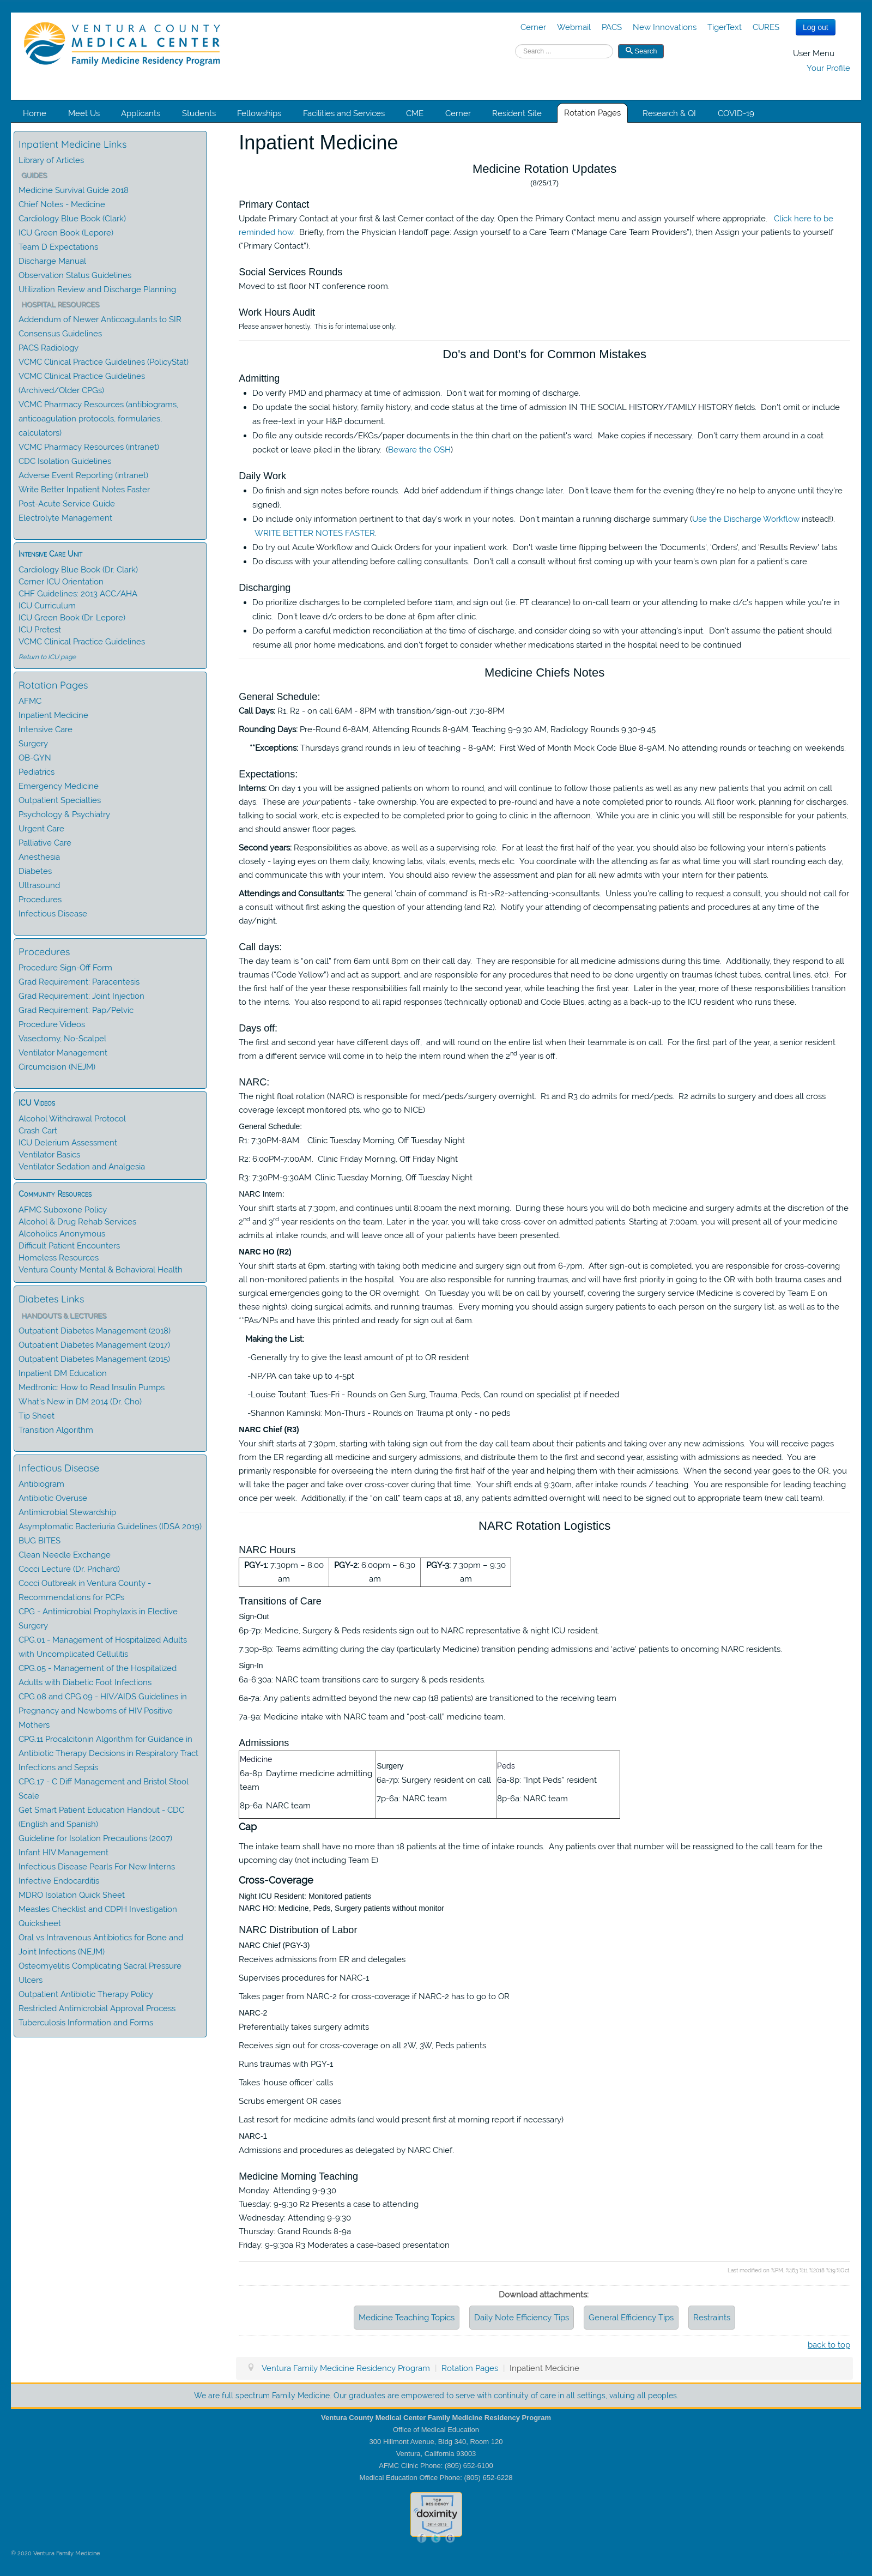 VENTURA COUNTY
MEDICAL CENTER
Family Medicine Residency Program
Cerner Webmail PACS New Innovations TigerText CURES Log out
Search ... Search
User Menu
Your Profile
Home Meet Us Applicants Students Fellowships Facilities and Services CME Cerner Resident Site Rotation Pages Research & QI COVID-19
Inpatient Medicine Links
Library of Articles
GUIDES
Medicine Survival Guide 2018
Chief Notes - Medicine
Cardiology Blue Book (Clark)
ICU Green Book (Lepore)
Team D Expectations
Discharge Manual
Observation Status Guidelines
Utilization Review and Discharge Planning
HOSPITAL RESOURCES
Addendum of Newer Anticoagulants to SIR
Consensus Guidelines
PACS Radiology
VCMC Clinical Practice Guidelines (PolicyStat)
VCMC Clinical Practice Guidelines
(Archived/Older CPGs)
VCMC Pharmacy Resources (antibiograms,
anticoagulation protocols, formularies,
calculators)
VCMC Pharmacy Resources (intranet)
CDC Isolation Guidelines
Adverse Event Reporting (intranet)
Write Better Inpatient Notes Faster
Post-Acute Service Guide
Electrolyte Management
Intensive Care Unit
Cardiology Blue Book (Dr. Clark)
Cerner ICU Orientation
CHF Guidelines: 2013 ACC/AHA
ICU Curriculum
ICU Green Book (Dr. Lepore)
ICU Pretest
VCMC Clinical Practice Guidelines
Return to ICU page
Rotation Pages
AFMC
Inpatient Medicine
Intensive Care
Surgery
OB-GYN
Pediatrics
Emergency Medicine
Outpatient Specialties
Psychology & Psychiatry
Urgent Care
Palliative Care
Anesthesia
Diabetes
Ultrasound
Procedures
Infectious Disease
Procedures
Procedure Sign-Off Form
Grad Requirement: Paracentesis
Grad Requirement: Joint Injection
Grad Requirement: Pap/Pelvic
Procedure Videos
Vasectomy, No-Scalpel
Ventilator Management
Circumcision (NEJM)
ICU Videos
Alcohol Withdrawal Protocol
Crash Cart
ICU Delerium Assessment
Ventilator Basics
Ventilator Sedation and Analgesia
Community Resources
AFMC Suboxone Policy
Alcohol & Drug Rehab Services
Alcoholics Anonymous
Difficult Patient Encounters
Homeless Resources
Ventura County Mental & Behavioral Health
Diabetes Links
HANDOUTS & LECTURES
Outpatient Diabetes Management (2018)
Outpatient Diabetes Management (2017)
Outpatient Diabetes Management (2015)
Inpatient DM Education
Medtronic: How to Read Insulin Pumps
What's New in DM 2014 (Dr. Cho)
Tip Sheet
Transition Algorithm
Infectious Disease
Antibiogram
Antibiotic Overuse
Antimicrobial Stewardship
Asymptomatic Bacteriuria Guidelines (IDSA 2019)
BUG BITES
Clean Needle Exchange
Cocci Lecture (Dr. Prichard)
Cocci Outbreak in Ventura County -
Recommendations for PCPs
CPG - Antimicrobial Prophylaxis in Elective
Surgery
CPG.01 - Management of Hospitalized Adults
with Uncomplicated Cellulitis
CPG.05 - Management of the Hospitalized
Adults with Diabetic Foot Infections
CPG.08 and CPG.09 - HIV/AIDS Guidelines in
Pregnancy and Newborns of HIV Positive
Mothers
CPG.11 Procalcitonin Algorithm for Guidance in
Antibiotic Therapy Decisions in Respiratory Tract
Infections and Sepsis
CPG.17 - C Diff Management and Bristol Stool
Scale
Get Smart Patient Education Handout - CDC
(English and Spanish)
Guideline for Isolation Precautions (2007)
Infant HIV Management
Infectious Disease Pearls For New Interns
Infective Endocarditis
MDRO Isolation Quick Sheet
Measles Checklist and CDPH Investigation
Quicksheet
Oral vs Intravenous Antibiotics for Bone and
Joint Infections (NEJM)
Osteomyelitis Complicating Sacral Pressure
Ulcers
Outpatient Antibiotic Therapy Policy
Restricted Antimicrobial Approval Process
Tuberculosis Information and Forms
Inpatient Medicine
Medicine Rotation Updates
(8/25/17)
Primary Contact
Update Primary Contact at your first & last Cerner contact of the day. Open the Primary Contact menu and assign yourself where appropriate. Click here to be
reminded how. Briefly, from the Physician Handoff page: Assign yourself to a Care Team ("Manage Care Team Providers"), then Assign your patients to yourself
("Primary Contact").
Social Services Rounds
Moved to 1st floor NT conference room.
Work Hours Audit
Please answer honestly. This is for internal use only.
Do's and Dont's for Common Mistakes
Admitting
• Do verify PMD and pharmacy at time of admission. Don't wait for morning of discharge.
• Do update the social history, family history, and code status at the time of admission IN THE SOCIAL HISTORY/FAMILY HISTORY fields. Don't omit or include
as free-text in your H&P document.
• Do file any outside records/EKGs/paper documents in the thin chart on the patient's ward. Make copies if necessary. Don't carry them around in a coat
pocket or leave piled in the library. (Beware the OSH)
Daily Work
• Do finish and sign notes before rounds. Add brief addendum if things change later. Don't leave them for the evening (they're no help to anyone until they're
signed).
• Do include only information pertinent to that day's work in your notes. Don't maintain a running discharge summary (Use the Discharge Workflow instead!).
WRITE BETTER NOTES FASTER.
• Do try out Acute Workflow and Quick Orders for your inpatient work. Don't waste time flipping between the 'Documents', 'Orders', and 'Results Review' tabs.
• Do discuss with your attending before calling consultants. Don't call a consult without first coming up with your team's own plan for a patient's care.
Discharging
• Do prioritize discharges to be completed before 11am, and sign out (i.e. PT clearance) to on-call team or your attending to make d/c's happen while you're in
clinic. Don't leave d/c orders to be done at 6pm after clinic.
• Do perform a careful mediction reconciliation at the time of discharge, and consider doing so with your attending's input. Don't assume the patient should
resume all prior home medications, and don't forget to consider whether medications started in the hospital need to be continued
Medicine Chiefs Notes
General Schedule:
Call Days: R1, R2 - on call 6AM - 8PM with transition/sign-out 7:30-8PM
Rounding Days: Pre-Round 6-8AM, Attending Rounds 8-9AM, Teaching 9-9:30 AM, Radiology Rounds 9:30-9:45
**Exceptions: Thursdays grand rounds in leiu of teaching - 8-9AM; First Wed of Month Mock Code Blue 8-9AM, No attending rounds or teaching on weekends.
Expectations:
Interns: On day 1 you will be assigned patients on whom to round, and will continue to follow those patients as well as any new patients that you admit on call
days. These are your patients - take ownership. You are expected to pre-round and have a note completed prior to rounds. All floor work, planning for discharges,
talking to social work, etc is expected to be completed prior to going to clinic in the afternoon. While you are in clinic you will still be responsible for your patients,
and should answer floor pages.
Second years: Responsibilities as above, as well as a supervising role. For at least the first half of the year, you should also be following your intern's patients
closely - laying eyes on them daily, knowing labs, vitals, events, meds etc. You coordinate with the attending as far as what time you will start rounding each day,
and communicate this with your intern. You should also review the assessment and plan for all new admits with your intern for their patients.
Attendings and Consultants: The general 'chain of command' is R1->R2->attending->consultants. Unless you're calling to request a consult, you should not call for
a consult without first asking the question of your attending (and R2). Notify your attending of decompensating patients and procedures at any time of the
day/night.
Call days:
The day team is "on call" from 6am until 8pm on their call day. They are responsible for all medicine admissions during this time. Additionally, they respond to all
traumas ("Code Yellow") and act as support, and are responsible for any procedures that need to be done urgently on traumas (chest tubes, central lines, etc). For
the first half of the year these responsibilities fall mainly to the second year, while teaching the first year. Later in the year, more of these responsibilities transition
to the interns. You also respond to all rapid responses (technically optional) and Code Blues, acting as a back-up to the ICU resident who runs these.
Days off:
The first and second year have different days off, and will round on the entire list when their teammate is on call. For the first part of the year, a senior resident
from a different service will come in to help the intern round when the 2nd year is off.
NARC:
The night float rotation (NARC) is responsible for med/peds/surgery overnight. R1 and R3 do admits for med/peds. R2 admits to surgery and does all cross
coverage (except monitored pts, who go to NICE)
General Schedule:
R1: 7:30PM-8AM. Clinic Tuesday Morning, Off Tuesday Night
R2: 6:00PM-7:00AM. Clinic Friday Morning, Off Friday Night
R3: 7:30PM-9:30AM. Clinic Tuesday Morning, Off Tuesday Night
NARC Intern:
Your shift starts at 7:30pm, and continues until 8:00am the next morning. During these hours you will do both medicine and surgery admits at the discretion of the
2nd and 3rd year residents on the team. Later in the year, you will take cross-cover on admitted patients. Starting at 7:00am, you will present all of your medicine
admits at intake rounds, and will leave once all of your patients have been presented.
NARC HO (R2)
Your shift starts at 6pm, starting with taking both medicine and surgery sign out from 6-7pm. After sign-out is completed, you are responsible for cross-covering
all non-monitored patients in the hospital. You are also responsible for running traumas, and will have first priority in going to the OR with both trauma cases and
surgical emergencies going to the OR overnight. On Tuesday you will both be on call by yourself, covering the surgery service (Medicine is covered by Team E on
these nights), doing surgical admits, and running traumas. Every morning you should assign surgery patients to each person on the surgery list, as well as to the
**PAs/NPs and have this printed and ready for sign out at 6am.
Making the List:
-Generally try to give the least amount of pt to OR resident
-NP/PA can take up to 4-5pt
-Louise Toutant: Tues-Fri - Rounds on Gen Surg, Trauma, Peds, Can round on specialist pt if needed
-Shannon Kaminski: Mon-Thurs - Rounds on Trauma pt only - no peds
NARC Chief (R3)
Your shift starts at 7:30pm, starting with taking sign out from the day call team about their patients and taking over any new admissions. You will receive pages
from the ER regarding all medicine and surgery admissions, and distribute them to the first and second year, assisting with admissions as needed. You are
primarily responsible for overseeing the intern during the first half of the year and helping them with their admissions. When the second year goes to the OR, you
will take the pager and take over cross-cover during that time. Your shift ends at 9:30am, after intake rounds / teaching. You are responsible for leading teaching
once per week. Additionally, if the "on call" team caps at 18, any patients admitted overnight will need to be signed out to appropriate team (new call team).
NARC Rotation Logistics
NARC Hours
PGY-1: 7:30pm – 8:00 PGY-2: 6:00pm – 6:30 PGY-3: 7:30pm – 9:30
am am am
Transitions of Care
Sign-Out
6p-7p: Medicine, Surgery & Peds residents sign out to NARC representative & night ICU resident.
7:30p-8p: Teams admitting during the day (particularly Medicine) transition pending admissions and 'active' patients to oncoming NARC residents.
Sign-In
6a-6:30a: NARC team transitions care to surgery & peds residents.
6a-7a: Any patients admitted beyond the new cap (18 patients) are transitioned to the receiving team
7a-9a: Medicine intake with NARC team and "post-call" medicine team.
Admissions
Medicine
6a-8p: Daytime medicine admitting
team
8p-6a: NARC team
Surgery
6a-7p: Surgery resident on call
7p-6a: NARC team
Peds
6a-8p: "Inpt Peds" resident
8p-6a: NARC team
Cap
The intake team shall have no more than 18 patients at the time of intake rounds. Any patients over that number will be reassigned to the call team for the
upcoming day (not including Team E)
Cross-Coverage
Night ICU Resident: Monitored patients
NARC HO: Medicine, Peds, Surgery patients without monitor
NARC Distribution of Labor
NARC Chief (PGY-3)
Receives admissions from ER and delegates
Supervises procedures for NARC-1
Takes pager from NARC-2 for cross-coverage if NARC-2 has to go to OR
NARC-2
Preferentially takes surgery admits
Receives sign out for cross-coverage on all 2W, 3W, Peds patients.
Runs traumas with PGY-1
Takes 'house officer' calls
Scrubs emergent OR cases
Last resort for medicine admits (and would present first at morning report if necessary)
NARC-1
Admissions and procedures as delegated by NARC Chief.
Medicine Morning Teaching
Monday: Attending 9-9:30
Tuesday: 9-9:30 R2 Presents a case to attending
Wednesday: Attending 9-9:30
Thursday: Grand Rounds 8-9a
Friday: 9-9:30a R3 Moderates a case-based presentation
Download attachments:
Medicine Teaching Topics Daily Note Efficiency Tips General Efficiency Tips Restraints
back to top
Ventura Family Medicine Residency Program | Rotation Pages | Inpatient Medicine
We are full spectrum Family Medicine. Our graduates are empowered to serve with continuity of care in all settings, valuing all peoples.
Ventura County Medical Center Family Medicine Residency Program
Office of Medical Education
300 Hillmont Avenue, Bldg 340, Room 120
Ventura, California 93003
AFMC Clinic Phone: (805) 652-6100
Medical Education Office Phone: (805) 652-6228
TOP
RESIDENCY
doximity
© 2020 Ventura Family Medicine